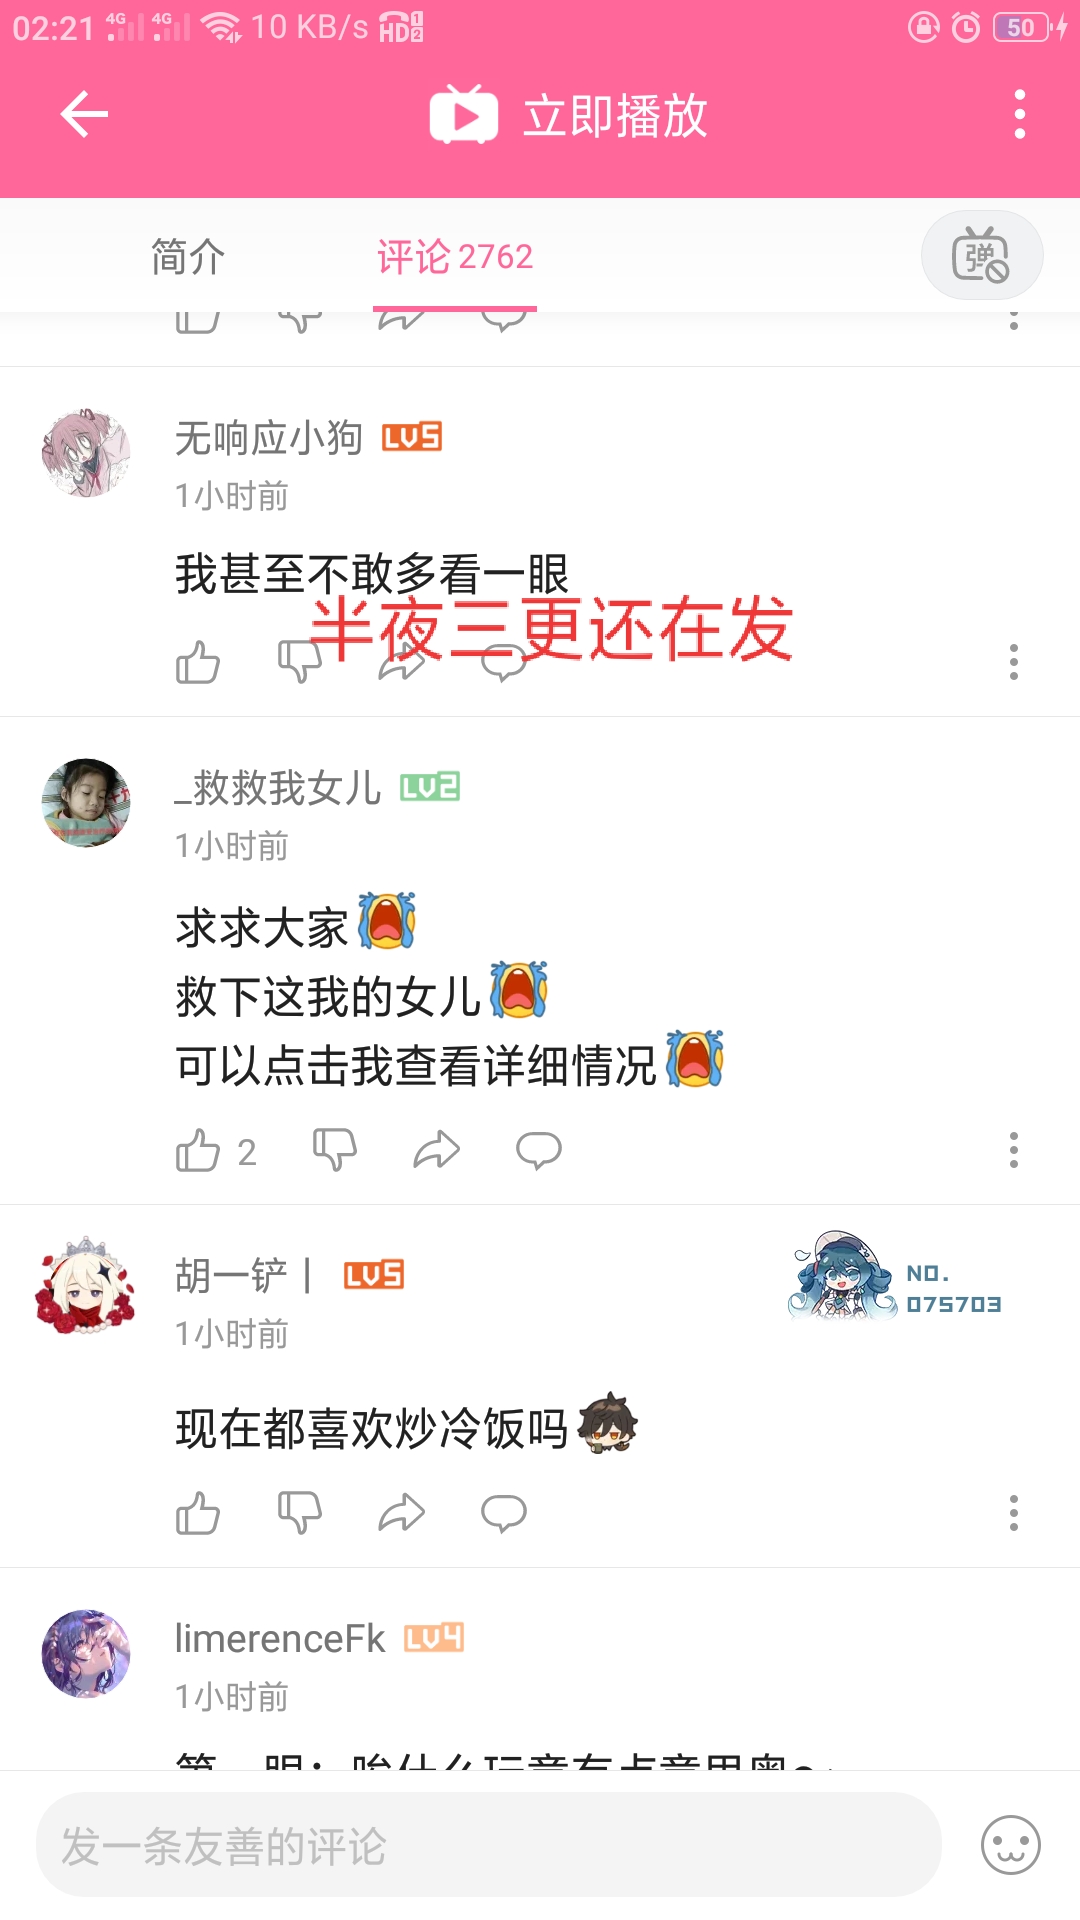 02:21 4G 4G 10 KB/s HD 1 2 50
立即播放
简介 评论 2762 弹
无响应小狗 LV5
1小时前
我甚至不敢多看一眼
半夜三更还在发
_救救我女儿 LV2
1小时前
求求大家
救下这我的女儿
可以点击我查看详细情况
2
胡一铲丨 LV5
NO.
075703
1小时前
现在都喜欢炒冷饭吗
limerenceFk LV4
1小时前
发一条友善的评论